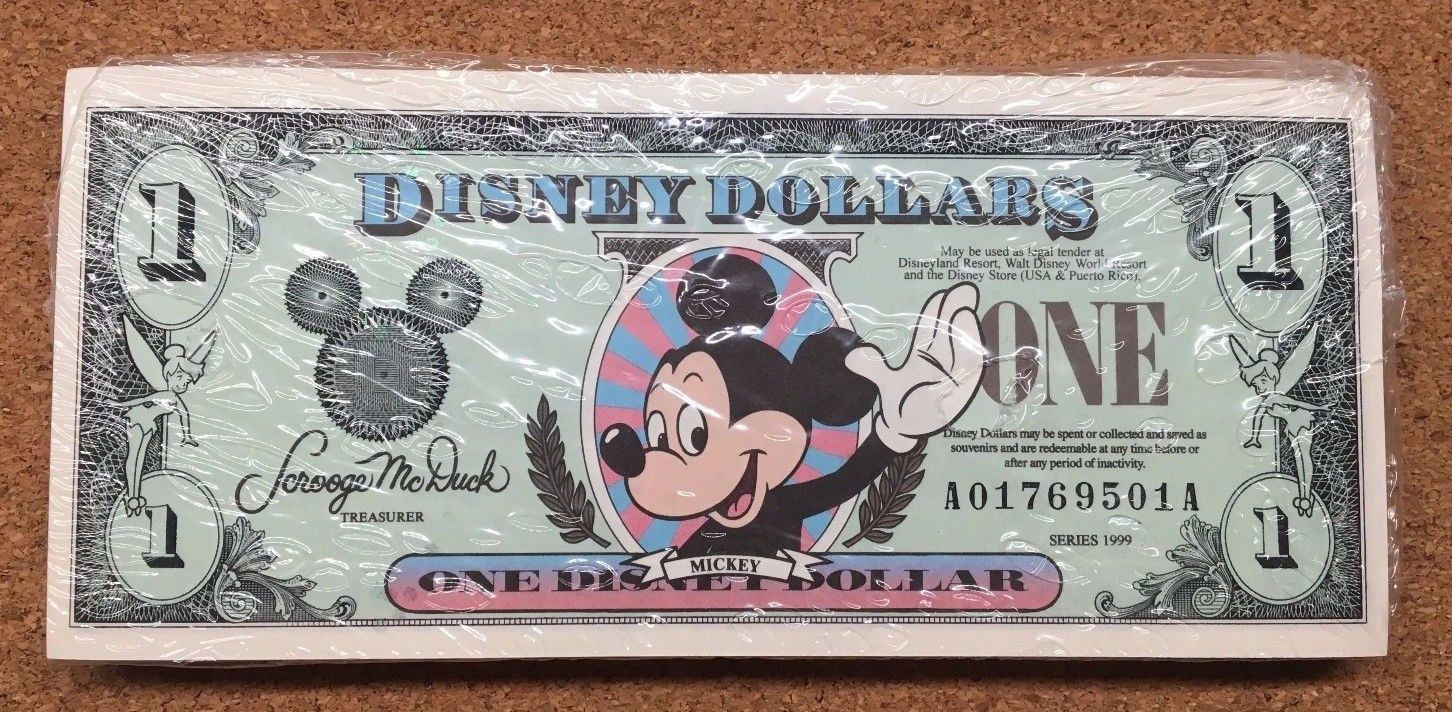 DISNEY DOLLARS
1
1
May be used as legal tender at
Disneyland Resort, Walt Disney World Resort
and the Disney Store (USA & Puerto Rico).
ONE
Disney Dollars may be spent or collected and saved as
souvenirs and are redeemable at any time before or
after any period of inactivity.
Scrooge McDuck
TREASURER
A01769501A
SERIES 1999
1
1
MICKEY
ONE DISNEY DOLLAR